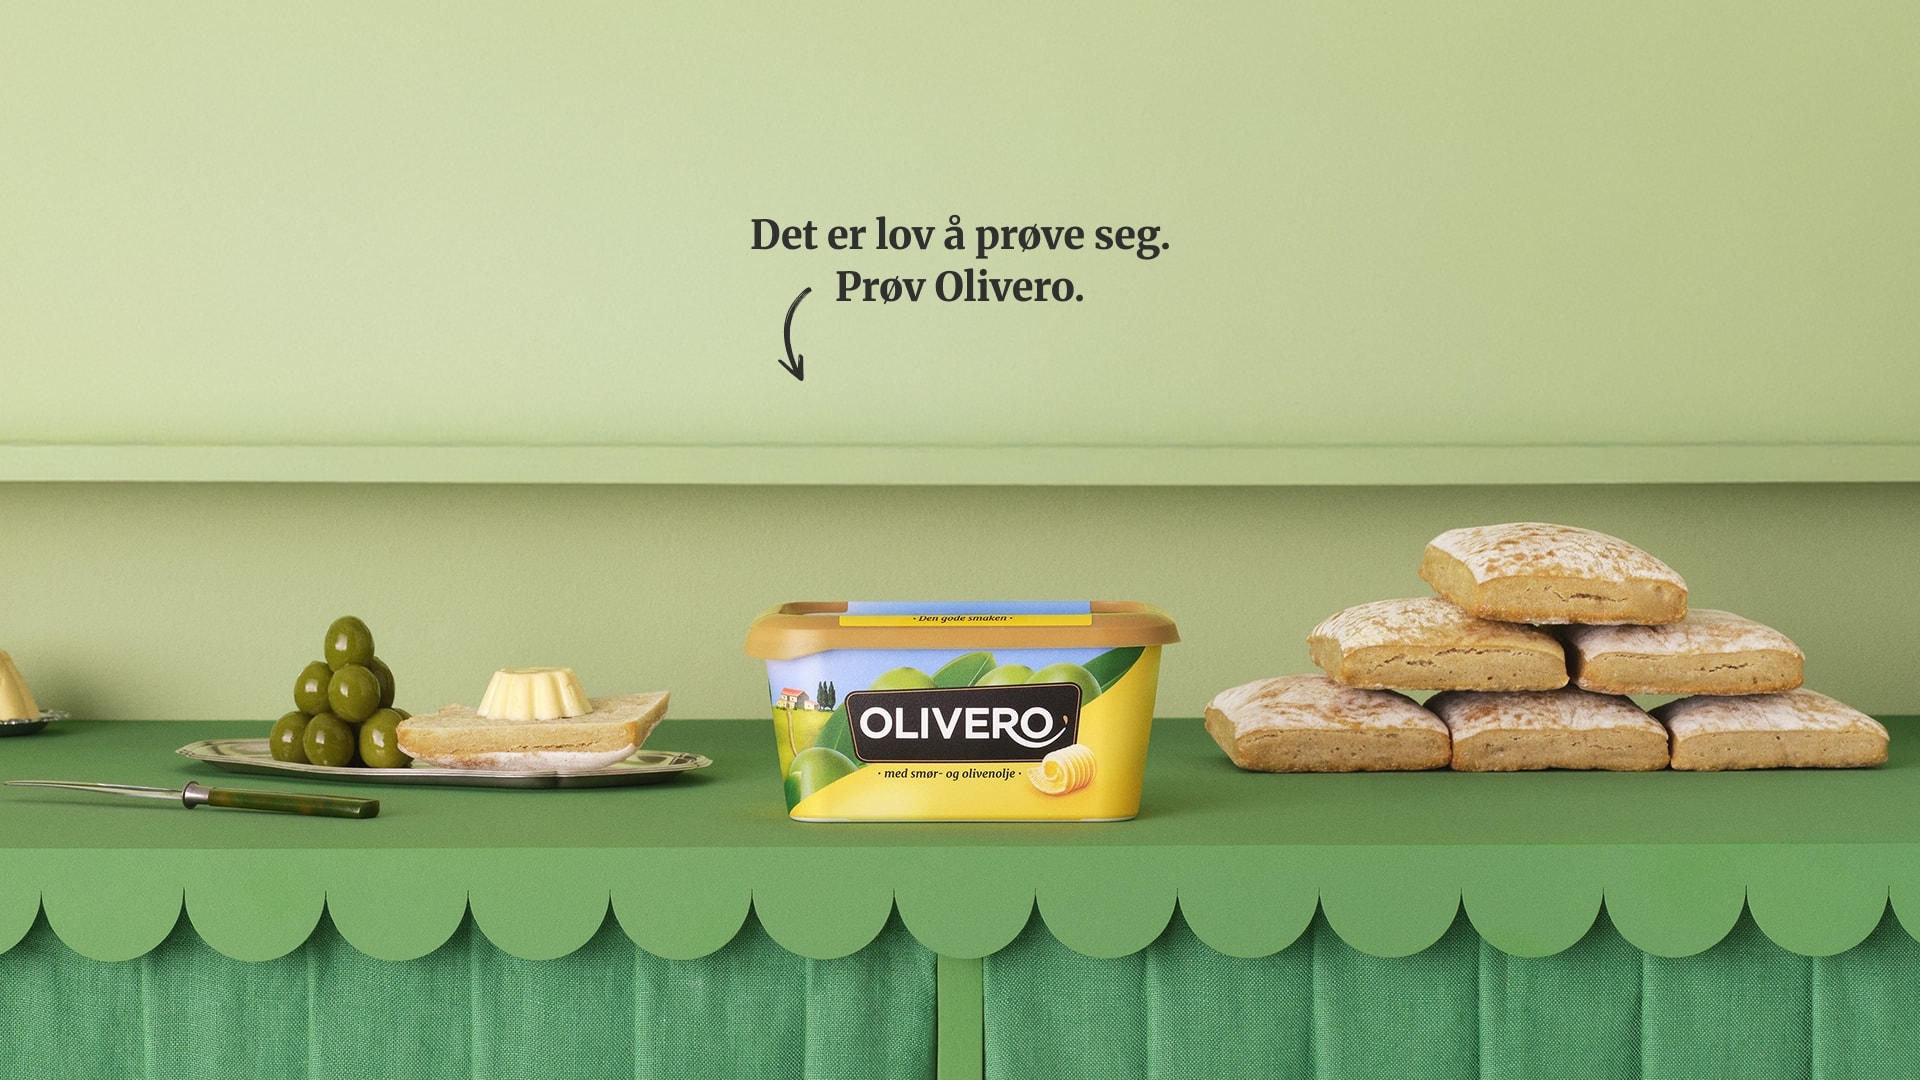 Det er lov å prøve seg.
Prøv Olivero.
· Den gode smaken ·
OLIVERO
· med smør- og olivenolje ·